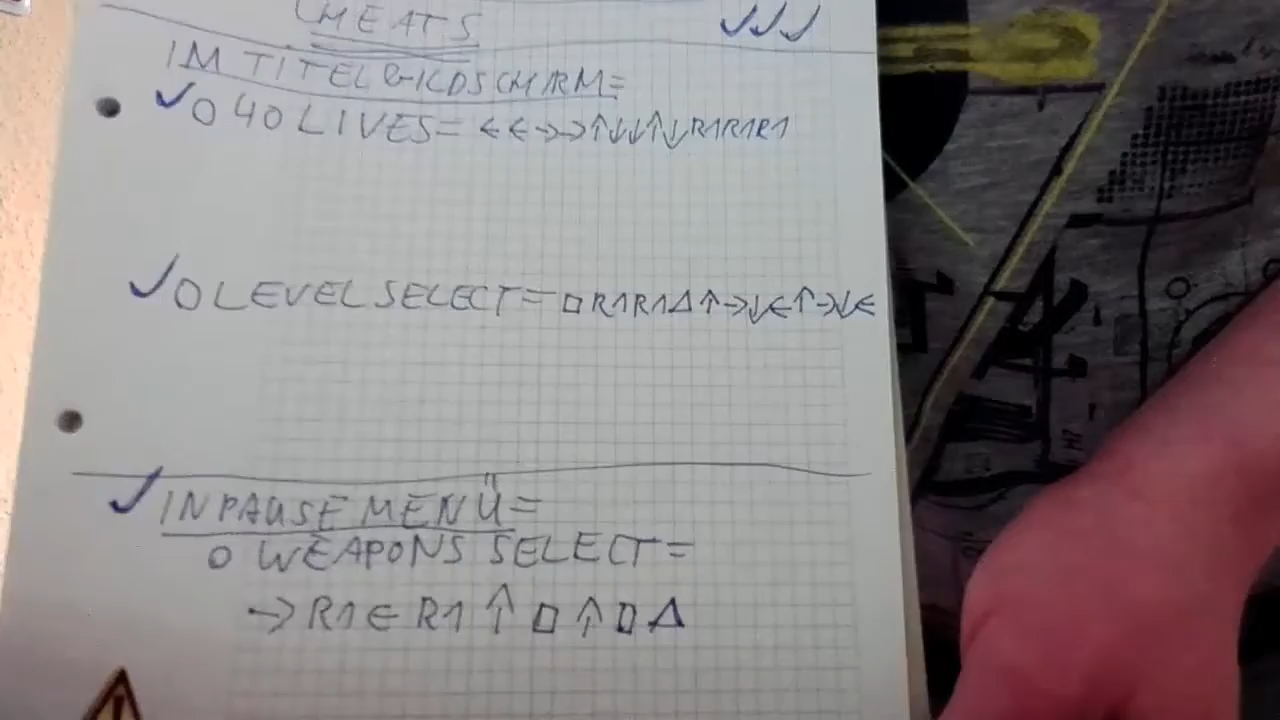 CHEATS
IM TITELBILDSCHIRM=
✓ O 40 LIVES= ←←→→↑↓↓↑↓R1R1R1
✓ O LEVEL SELECT= □R1R1△↑→↓←↑→↓←
✓ IN PAUSE MENÜ=
O WEAPONS SELECT=
→ R1 ← R1 ↑ □ ↑ □ △